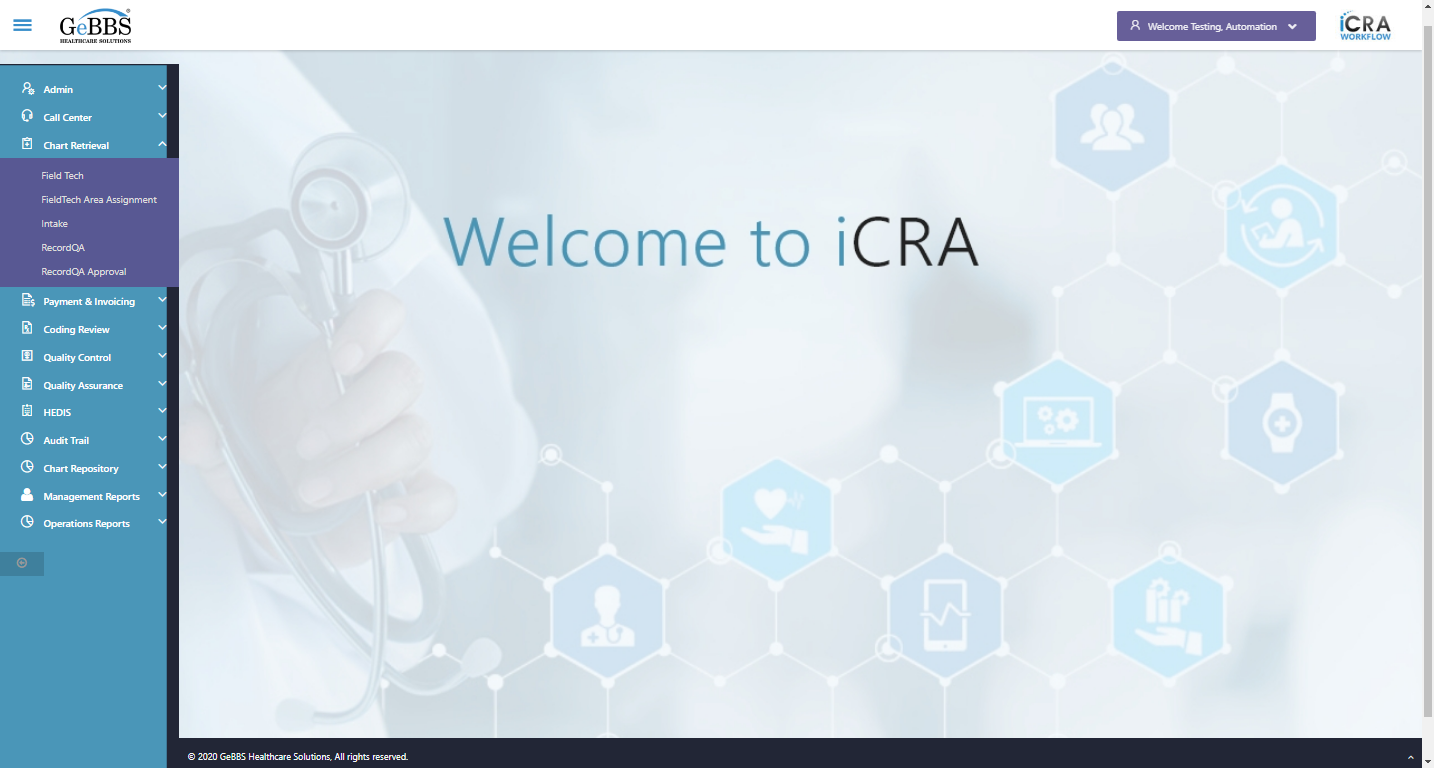 GeBBS
HEALTHCARE SOLUTIONS
Welcome Testing, Automation
iCRA
WORKFLOW
Admin
Call Center
Chart Retrieval
Field Tech
FieldTech Area Assignment
Intake
RecordQA
RecordQA Approval
Payment & Invoicing
Coding Review
Quality Control
Quality Assurance
HEDIS
Audit Trail
Chart Repository
Management Reports
Operations Reports
Welcome to iCRA
© 2020 GeBBS Healthcare Solutions, All rights reserved.